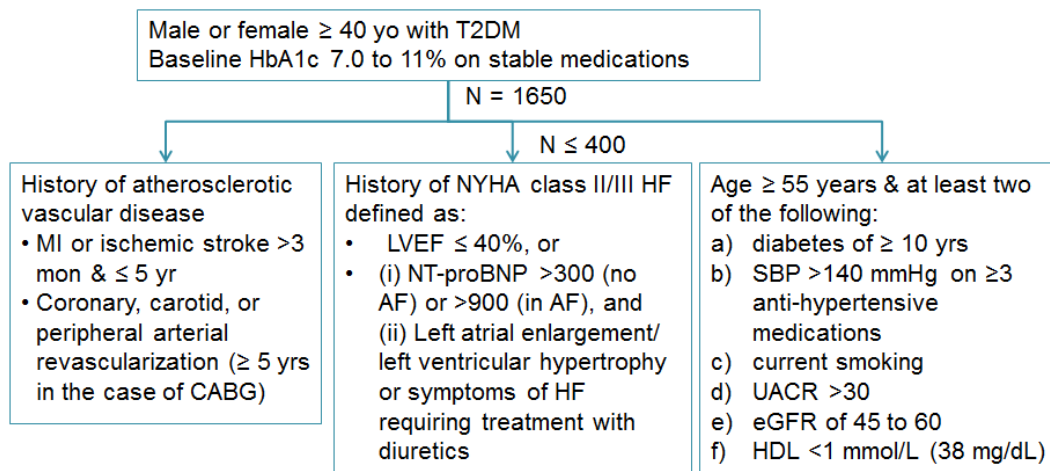 Male or female ≥ 40 yo with T2DM
Baseline HbA1c 7.0 to 11% on stable medications
N = 1650
N ≤ 400
History of atherosclerotic
vascular disease
• MI or ischemic stroke >3
mon & ≤ 5 yr
• Coronary, carotid, or
peripheral arterial
revascularization (≥ 5 yrs
in the case of CABG)
History of NYHA class II/III HF
defined as:
• LVEF ≤ 40%, or
• (i) NT-proBNP >300 (no
AF) or >900 (in AF), and
(ii) Left atrial enlargement/
left ventricular hypertrophy
or symptoms of HF
requiring treatment with
diuretics
Age ≥ 55 years & at least two
of the following:
a) diabetes of ≥ 10 yrs
b) SBP >140 mmHg on ≥3
anti-hypertensive
medications
c) current smoking
d) UACR >30
e) eGFR of 45 to 60
f) HDL <1 mmol/L (38 mg/dL)